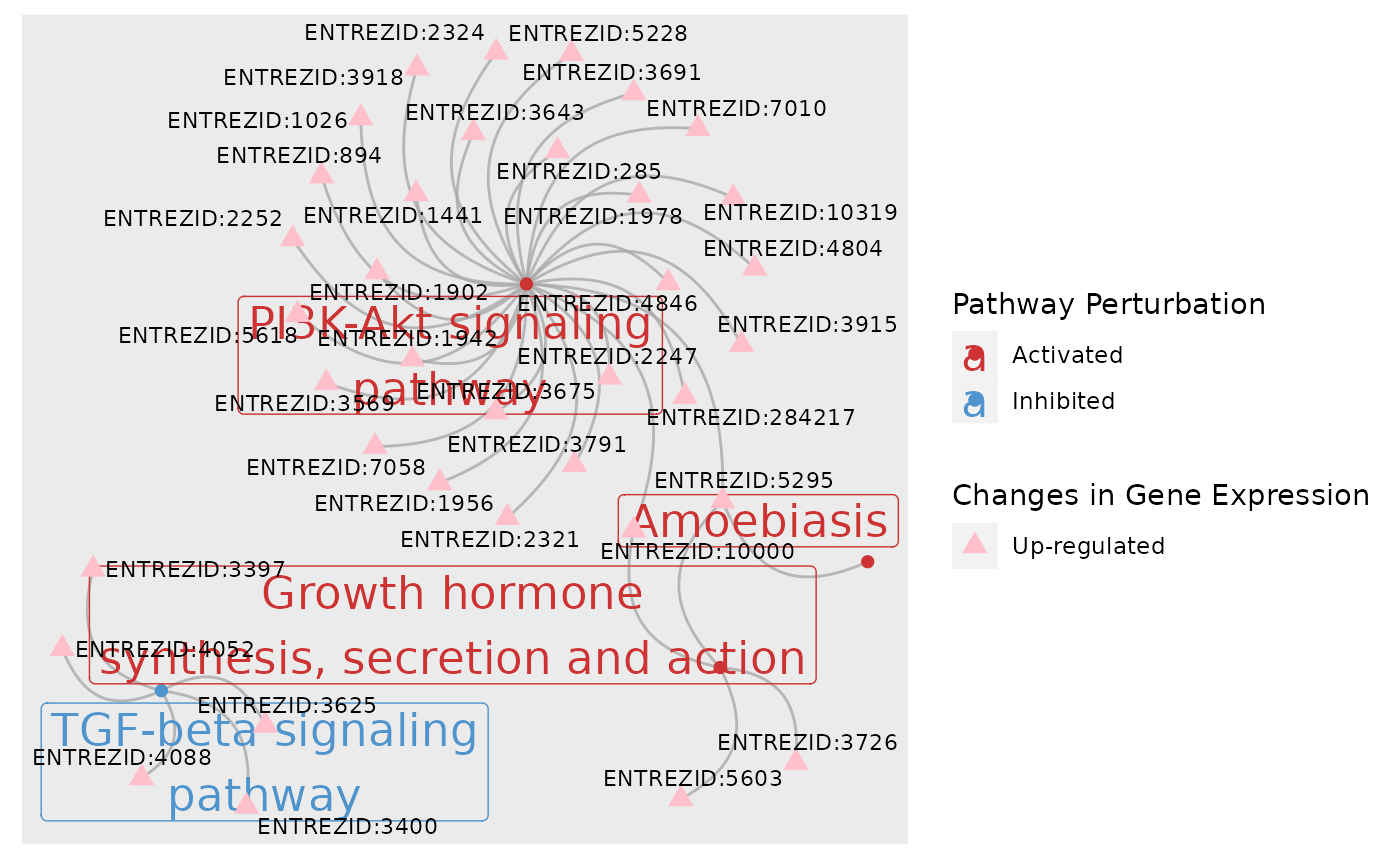 ENTREZID:2324
ENTREZID:5228
ENTREZID:3918
ENTREZID:3691
ENTREZID:1026
ENTREZID:3643
ENTREZID:7010
ENTREZID:894
ENTREZID:285
ENTREZID:2252
ENTREZID:1441
ENTREZID:1978
ENTREZID:10319
ENTREZID:4804
ENTREZID:1902
ENTREZID:4846
PI3K-Akt signaling
pathway
ENTREZID:5618
ENTREZID:1942
ENTREZID:3915
ENTREZID:2247
ENTREZID:3569
ENTREZID:3675
ENTREZID:284217
ENTREZID:3791
ENTREZID:7058
ENTREZID:5295
ENTREZID:1956
Amoebiasis
ENTREZID:2321
ENTREZID:10000
ENTREZID:3397
Growth hormone
synthesis, secretion and action
ENTREZID:4052
ENTREZID:3625
TGF-beta signaling
pathway
ENTREZID:4088
ENTREZID:3726
ENTREZID:5603
ENTREZID:3400
Pathway Perturbation
a Activated
a Inhibited
Changes in Gene Expression
Up-regulated